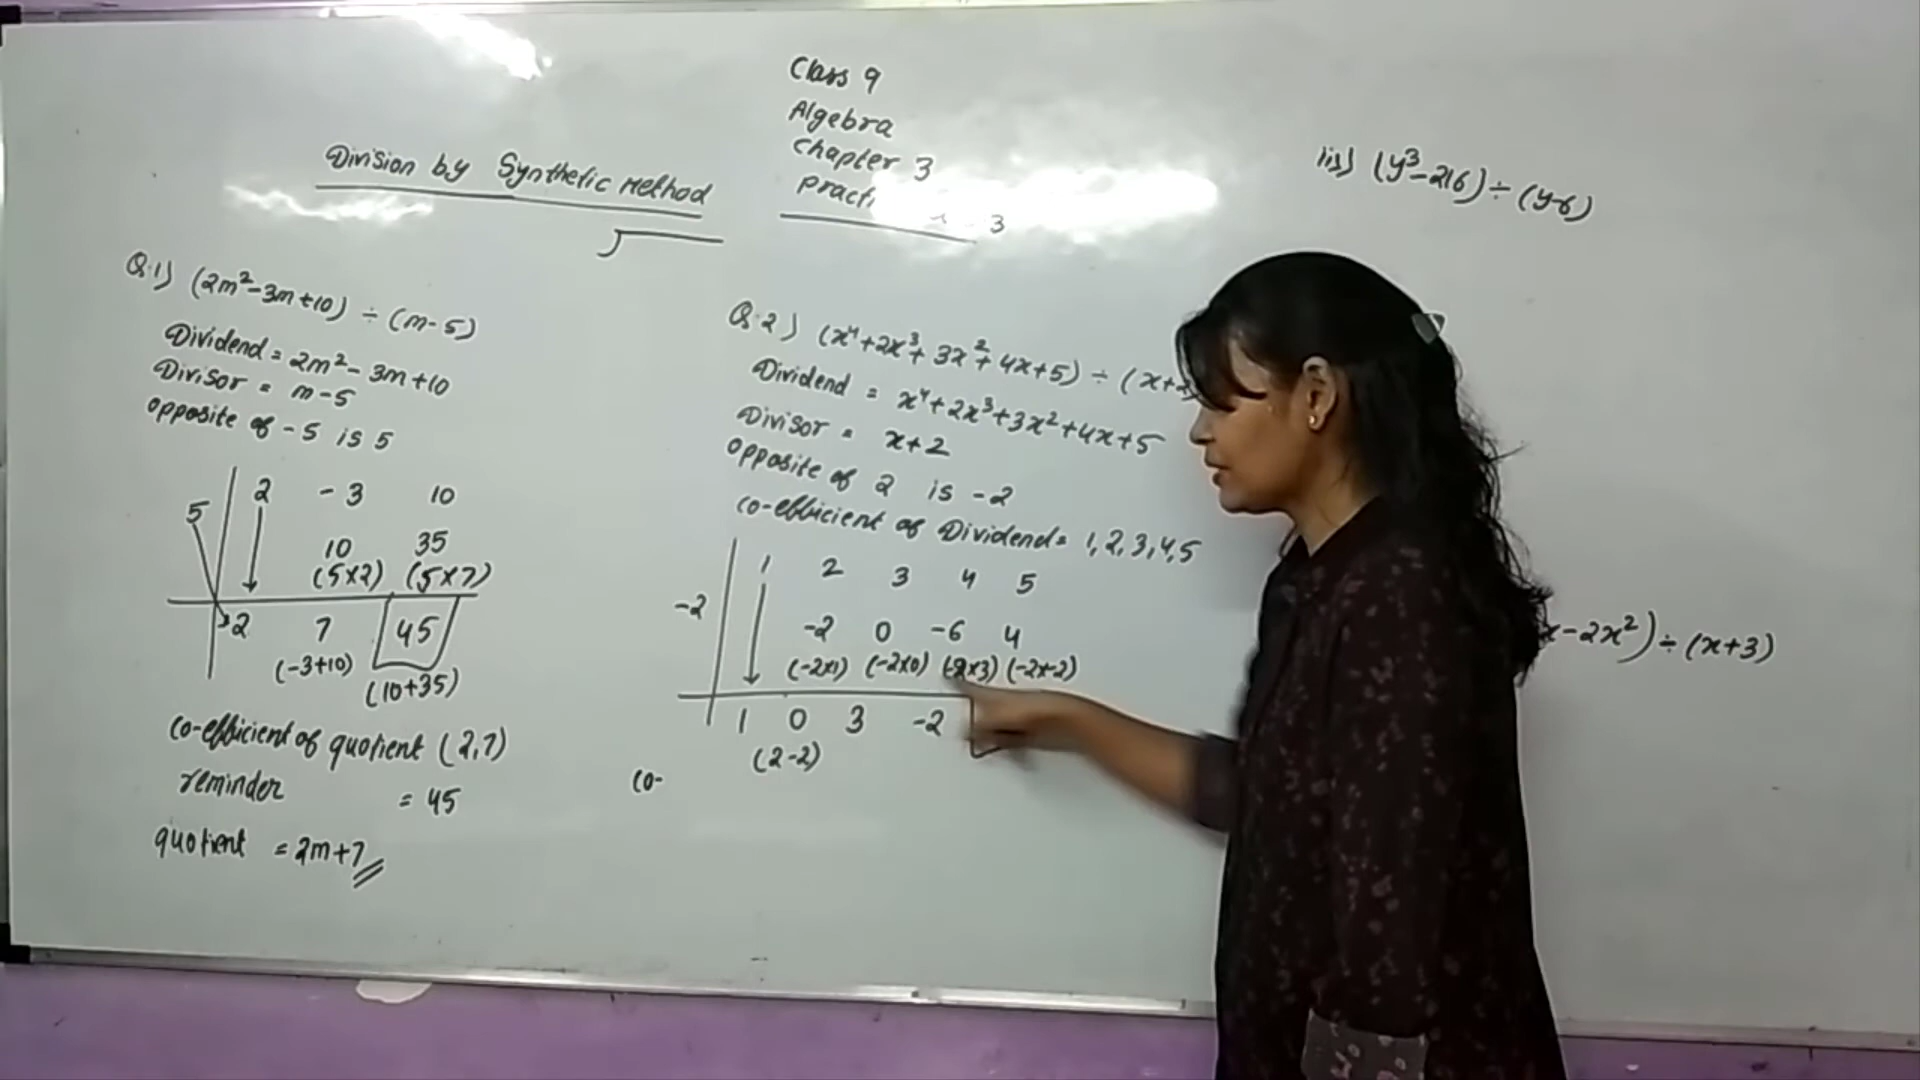 Class 9
Algebra
Chapter 3
Division by Synthetic Method
3
iii) (y³-216)÷(y-6)
Q.1) (2m²-3m+10) ÷ (m-5)
Dividend = 2m²-3m+10
Divisor = m-5
opposite of -5 is 5
5 2 -3 10
10 35
(5×2) (5×7)
2 7 45
(-3+10) (10+35)
co-efficient of quotient (2,7)
reminder = 45
quotient = 2m+7
Q.2) (x⁴+2x³+3x²+4x+5) ÷ (x+2
Dividend = x⁴+2x³+3x²+4x+5
Divisor = x+2
opposite of 2 is -2
co-efficient of Dividend = 1,2,3,4,5
1 2 3 4 5
-2 -2 0 -6 4
(-2×1) (-2×0) (-2×3) (-2×-2)
1 0 3 -2
(2-2)
co-
x-2x²)÷(x+3)